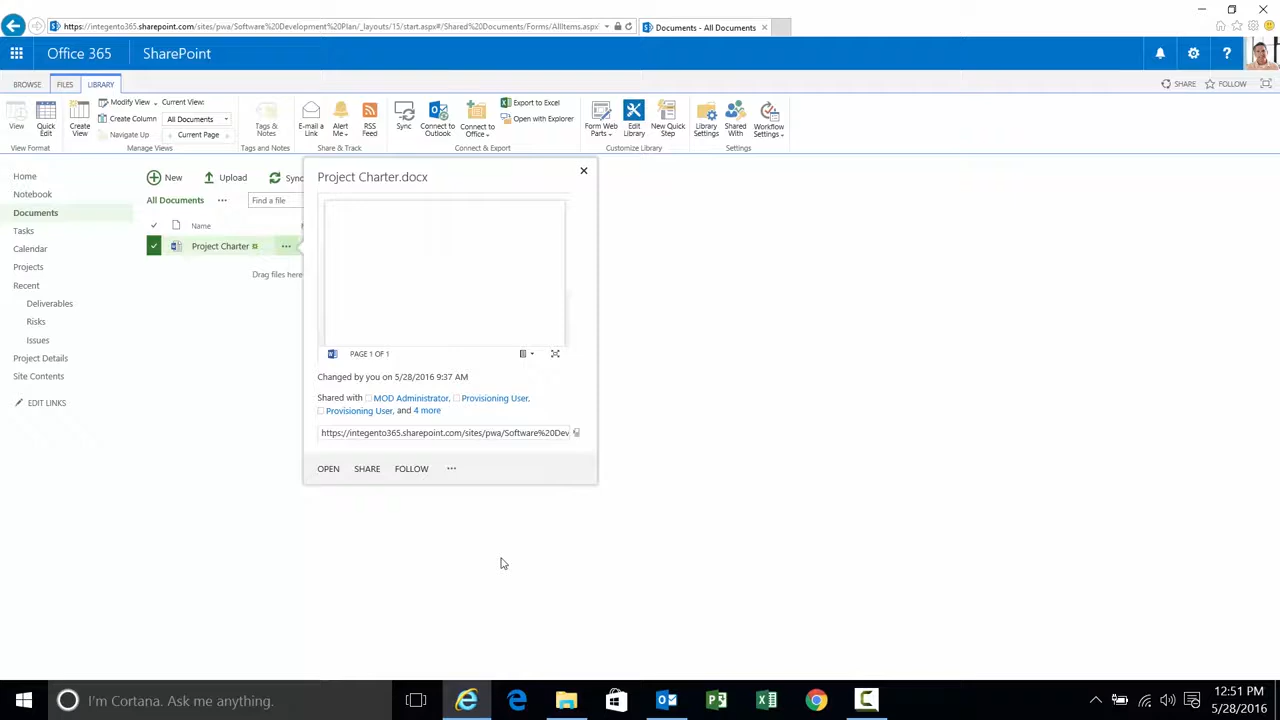 https://integento365.sharepoint.com/sites/pwa/Software%20Development%20Plan/_layouts/15/start.aspx#/Shared%20Documents/Forms/AllItems.aspx
Documents - All Documents
Office 365
SharePoint
BROWSE
FILES
LIBRARY
SHARE
FOLLOW
View
Quick Edit
View Format
Create View
Modify View
Create Column
Navigate Up
Current View:
All Documents
Current Page
Manage Views
Tags & Notes
Tags and Notes
E-mail a Link
Alert Me
RSS Feed
Share & Track
Sync
Connect to Outlook
Connect to Office
Export to Excel
Open with Explorer
Connect & Export
Form Web Parts
Edit Library
New Quick Step
Customize Library
Library Settings
Shared With
Workflow Settings
Settings
Home
Notebook
Documents
Tasks
Calendar
Projects
Recent
Deliverables
Risks
Issues
Project Details
Site Contents
EDIT LINKS
New
Upload
Sync
All Documents
Find a file
Name
Project Charter
Drag files here
Project Charter.docx
PAGE 1 OF 1
Changed by you on 5/28/2016 9:37 AM
Shared with MOD Administrator, Provisioning User,
Provisioning User, and 4 more
https://integento365.sharepoint.com/sites/pwa/Software%20Dev
OPEN
SHARE
FOLLOW
I'm Cortana. Ask me anything.
12:51 PM
5/28/2016